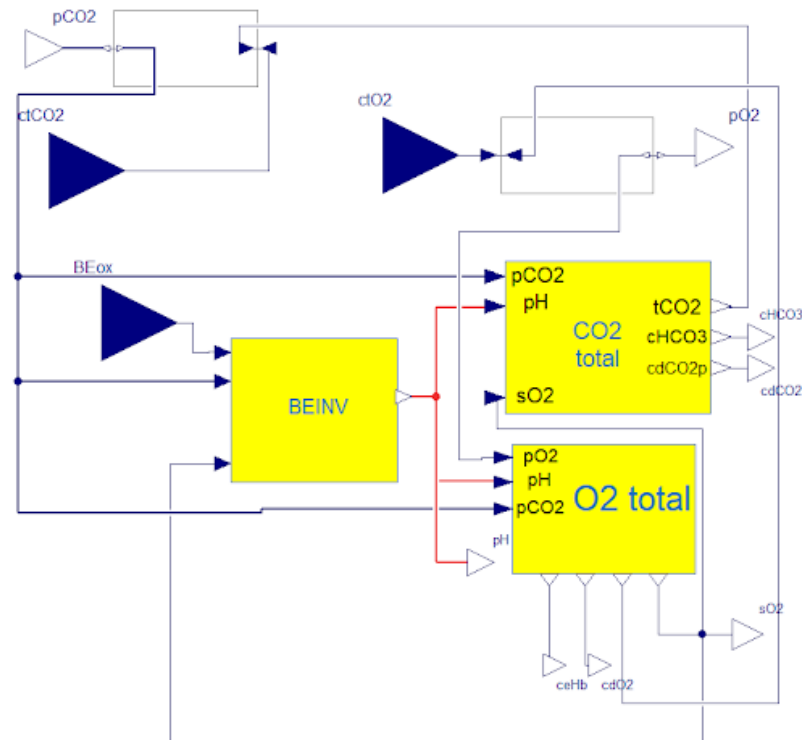 pCO2
ctCO2
ctO2
pO2
BEox
BEINV
pCO2
pH
CO2
total
sO2
tCO2
cHCO3
cdCO2p
cHCO3
cdCO2
pO2
pH
pCO2
O2 total
pH
ceHb
cdO2
sO2